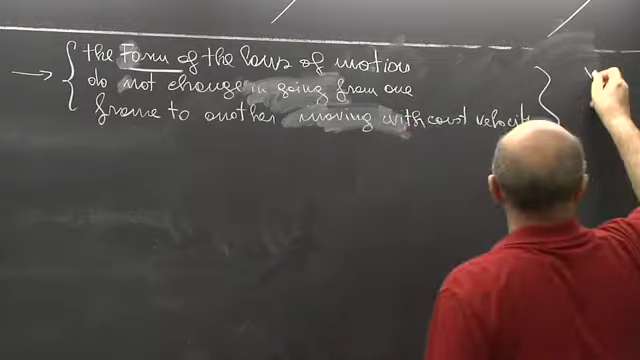 the Form of the laws of motion
do not change in going from one
frame to another moving with const velocity